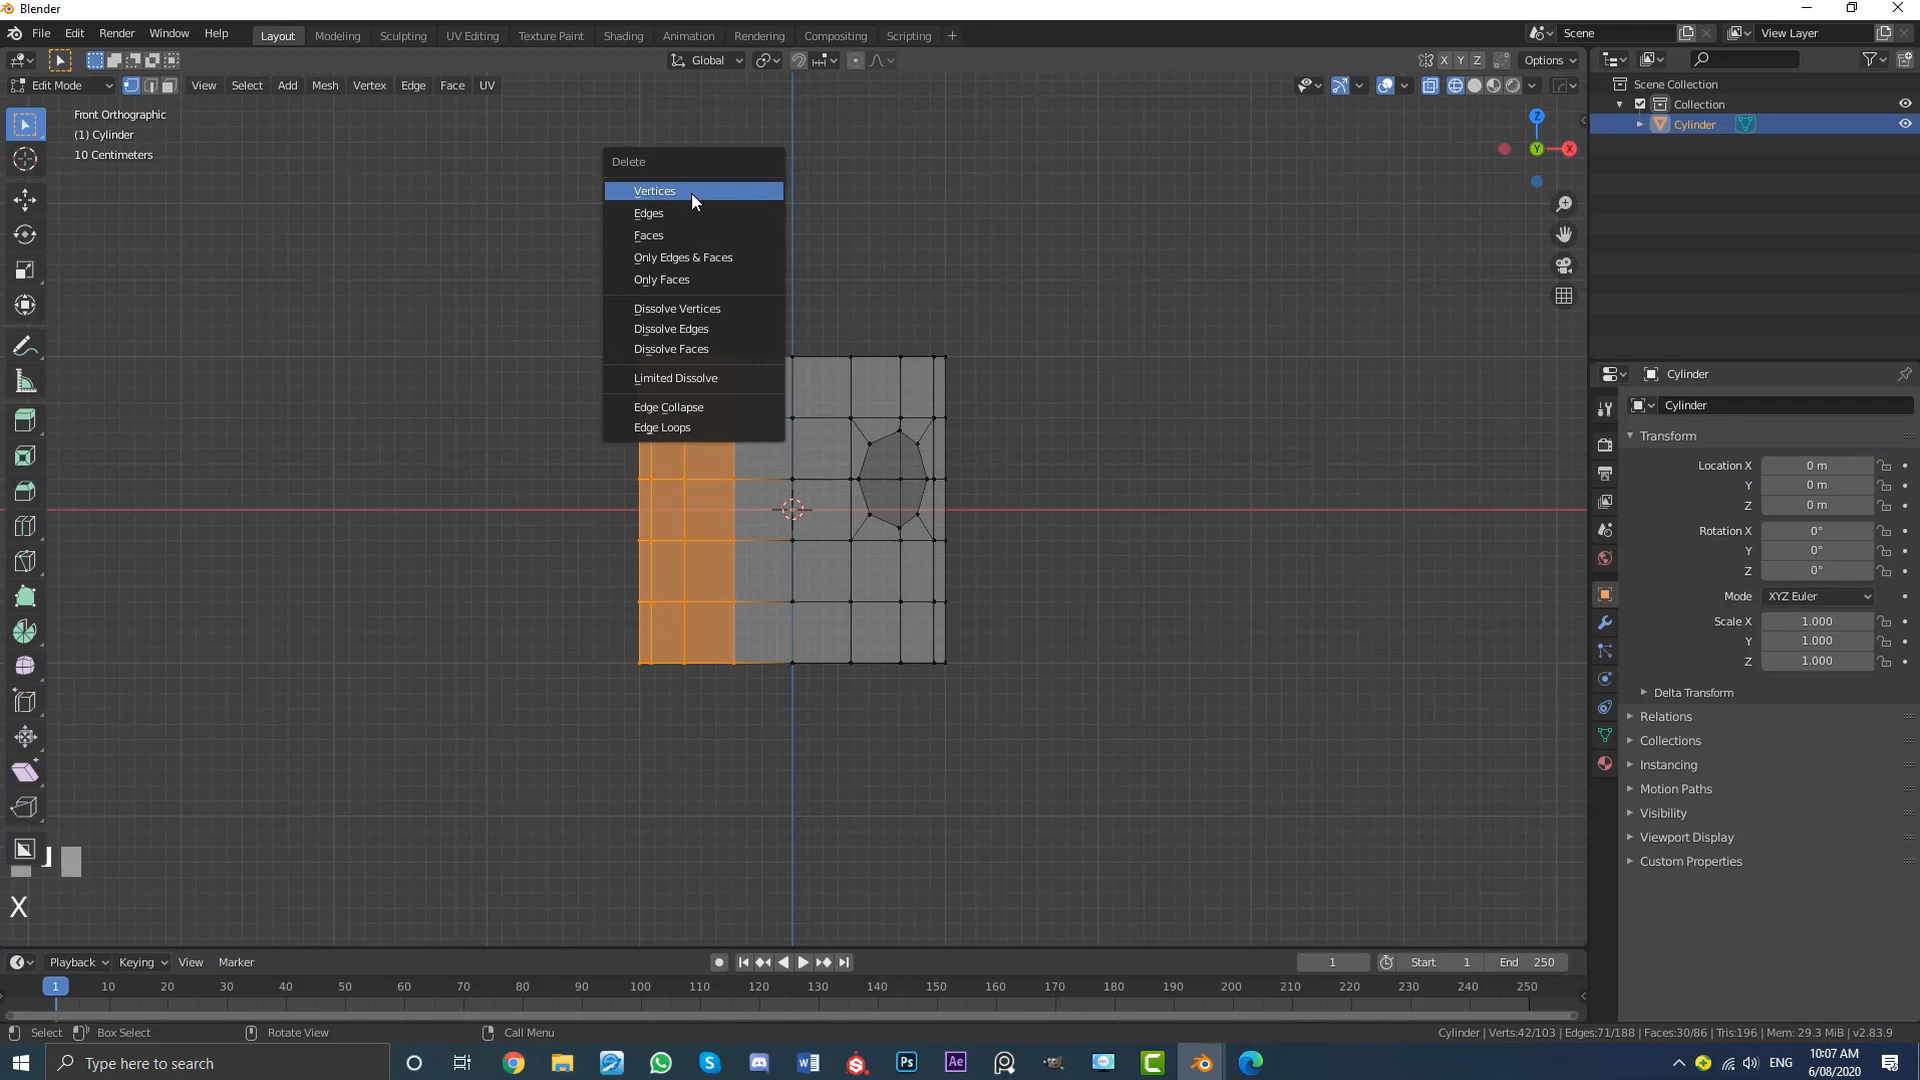 Blender
File Edit Render Window Help Layout Modeling Sculpting UV Editing Texture Paint Shading Animation Rendering Compositing Scripting + Scene View Layer
Global X Y Z Options
Edit Mode View Select Add Mesh Vertex Edge Face UV
Front Orthographic
(1) Cylinder
10 Centimeters
Delete
Vertices
Edges
Faces
Only Edges & Faces
Only Faces
Dissolve Vertices
Dissolve Edges
Dissolve Faces
Limited Dissolve
Edge Collapse
Edge Loops
Z
Y
X
X
Scene Collection
Collection
Cylinder
Cylinder
Cylinder
Transform
Location X 0 m
Y 0 m
Z 0 m
Rotation X 0°
Y 0°
Z 0°
Mode XYZ Euler
Scale X 1.000
Y 1.000
Z 1.000
Delta Transform
Relations
Collections
Instancing
Motion Paths
Visibility
Viewport Display
Custom Properties
Playback Keying View Marker 1 Start 1 End 250
1 10 20 30 40 50 60 70 80 90 100 110 120 130 140 150 160 170 180 190 200 210 220 230 240 250
Select Box Select Rotate View Call Menu Cylinder | Verts:42/103 | Edges:71/188 | Faces:30/86 | Tris:196 | Mem: 29.3 MiB | v2.83.9
Type here to search Ps Ae ENG 10:07 AM
6/08/2020